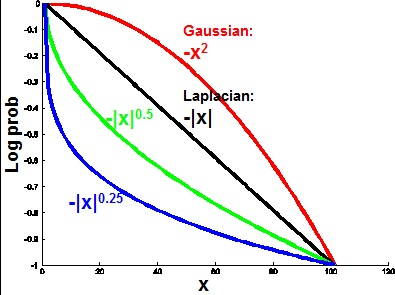 0
-0.1
-0.2
-0.3
-0.4
-0.5
-0.6
-0.7
-0.8
-0.9
-1
Log prob
Gaussian:
-x²
Laplacian:
-|x|
-|x|⁰·⁵
-|x|⁰·²⁵
0 20 40 60 80 100 120
x